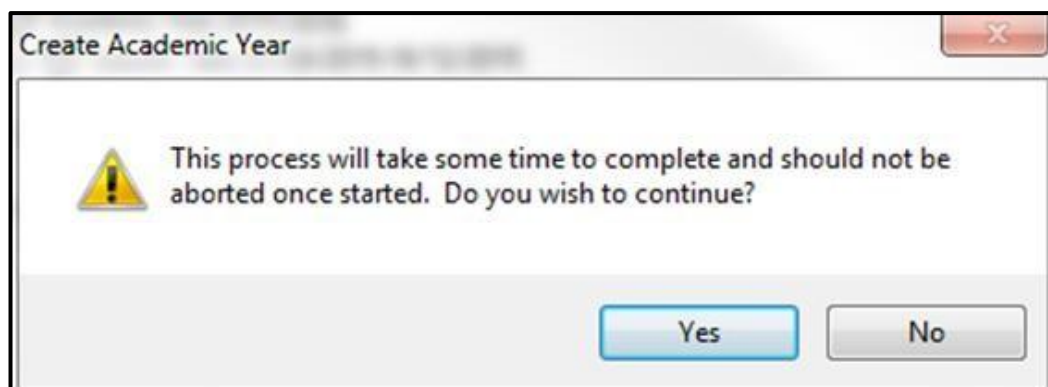 Create Academic Year
This process will take some time to complete and should not be
aborted once started.  Do you wish to continue?
Yes
No